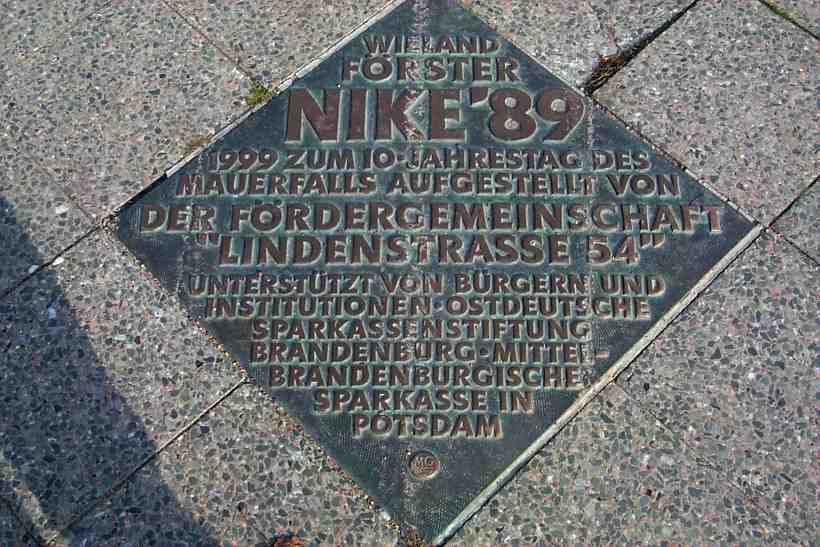 WIELAND
FÖRSTER
NIKE '89
1999 ZUM 10·JAHRESTAG DES
MAUERFALLS AUFGESTELLT VON
DER FÖRDERGEMEINSCHAFT
"LINDENSTRASSE 54"
UNTERSTÜTZT VON BÜRGERN UND
INSTITUTIONEN·OSTDEUTSCHE
SPARKASSENSTIFTUNG
BRANDENBURG·MITTEL-
BRANDENBURGISCHE
SPARKASSE IN
POTSDAM